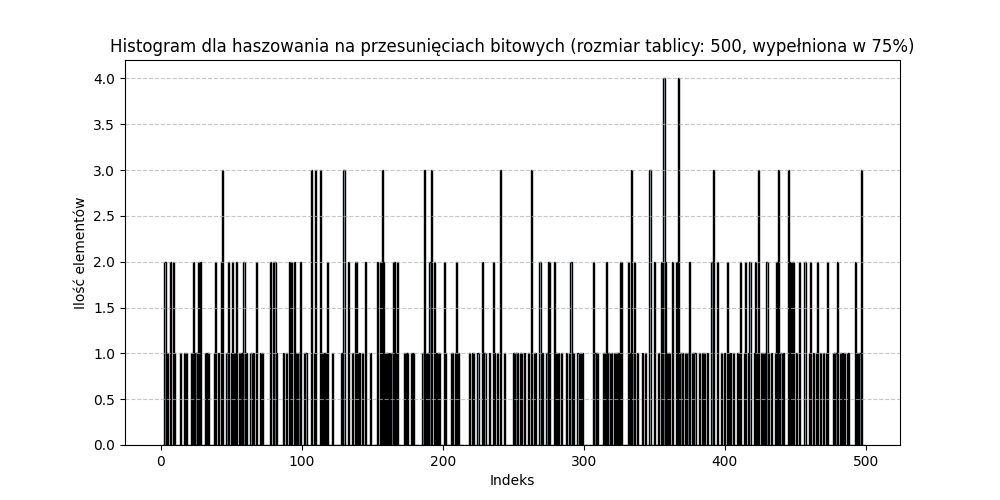 Histogram dla haszowania na przesunięciach bitowych (rozmiar tablicy: 500, wypełniona w 75%)
4.0
3.5
3.0
2.5
2.0
1.5
1.0
0.5
0.0
Ilość elementów
0 100 200 300 400 500
Indeks